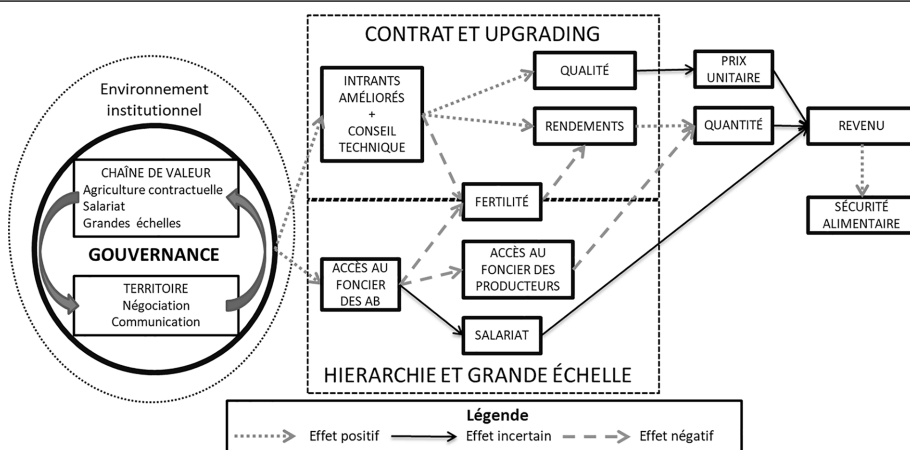 Environnement
institutionnel
CHAÎNE DE VALEUR
Agriculture contractuelle
Salariat
Grandes échelles
GOUVERNANCE
TERRITOIRE
Négociation
Communication
CONTRAT ET UPGRADING
INTRANTS
AMÉLIORÉS
+
CONSEIL
TECHNIQUE
QUALITÉ
RENDEMENTS
FERTILITÉ
ACCÈS AU
FONCIER
DES AB
ACCÈS AU
FONCIER DES
PRODUCTEURS
SALARIAT
HIERARCHIE ET GRANDE ÉCHELLE
PRIX
UNITAIRE
QUANTITÉ
REVENU
SÉCURITÉ
ALIMENTAIRE
Légende
Effet positif
Effet incertain
Effet négatif